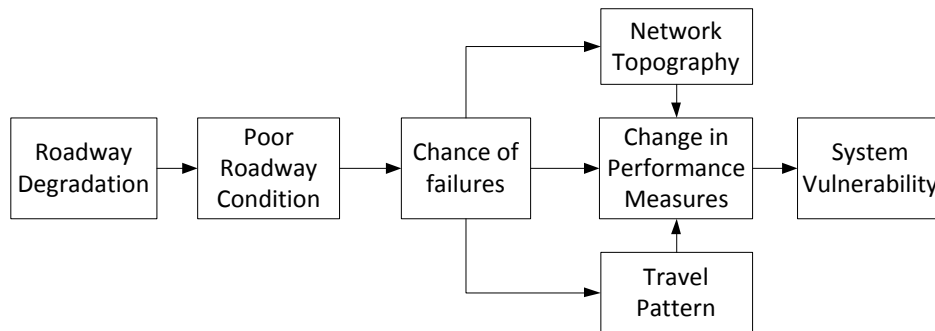 Network
Topography
Roadway
Degradation
Poor
Roadway
Condition
Chance of
failures
Change in
Performance
Measures
System
Vulnerability
Travel
Pattern